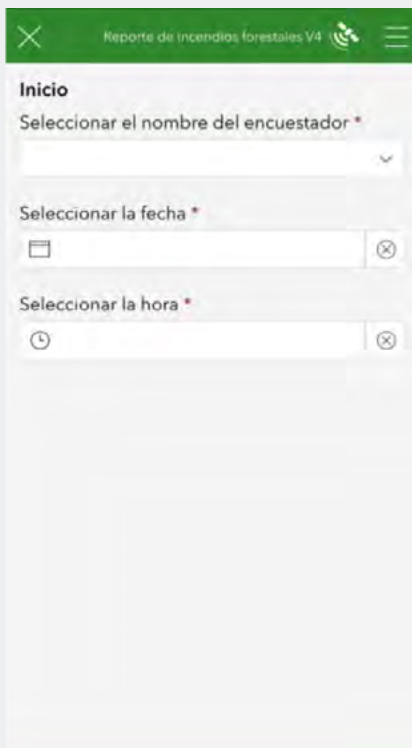 Reporte de incendios forestales V4
Inicio
Seleccionar el nombre del encuestador *
Seleccionar la fecha *
Seleccionar la hora *